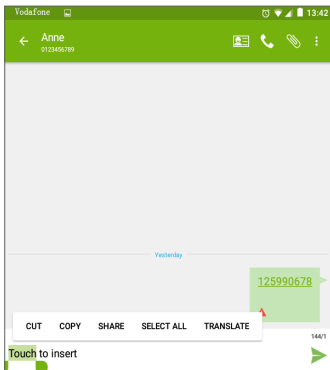 Vodafone 13:42
Anne
0123456789
Yesterday
125990678
CUT COPY SHARE SELECT ALL TRANSLATE
144/1
Touch to insert